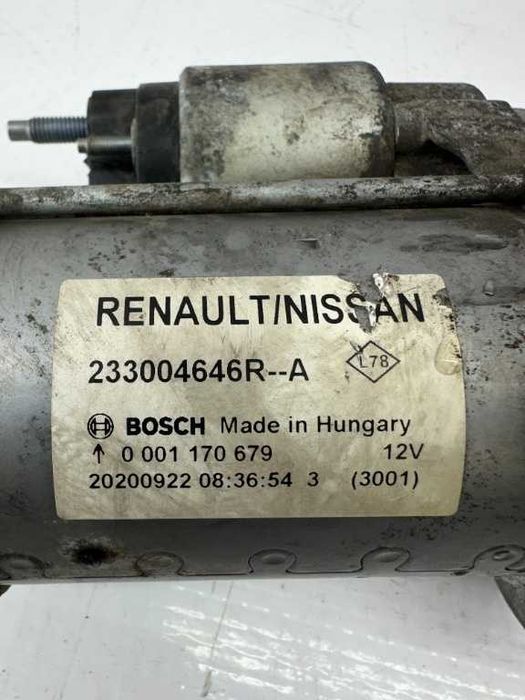 RENAULT/NISSAN
233004646R--A
L78
BOSCH Made in Hungary
↑ 0 001 170 679 12V
20200922 08:36:54 3 (3001)